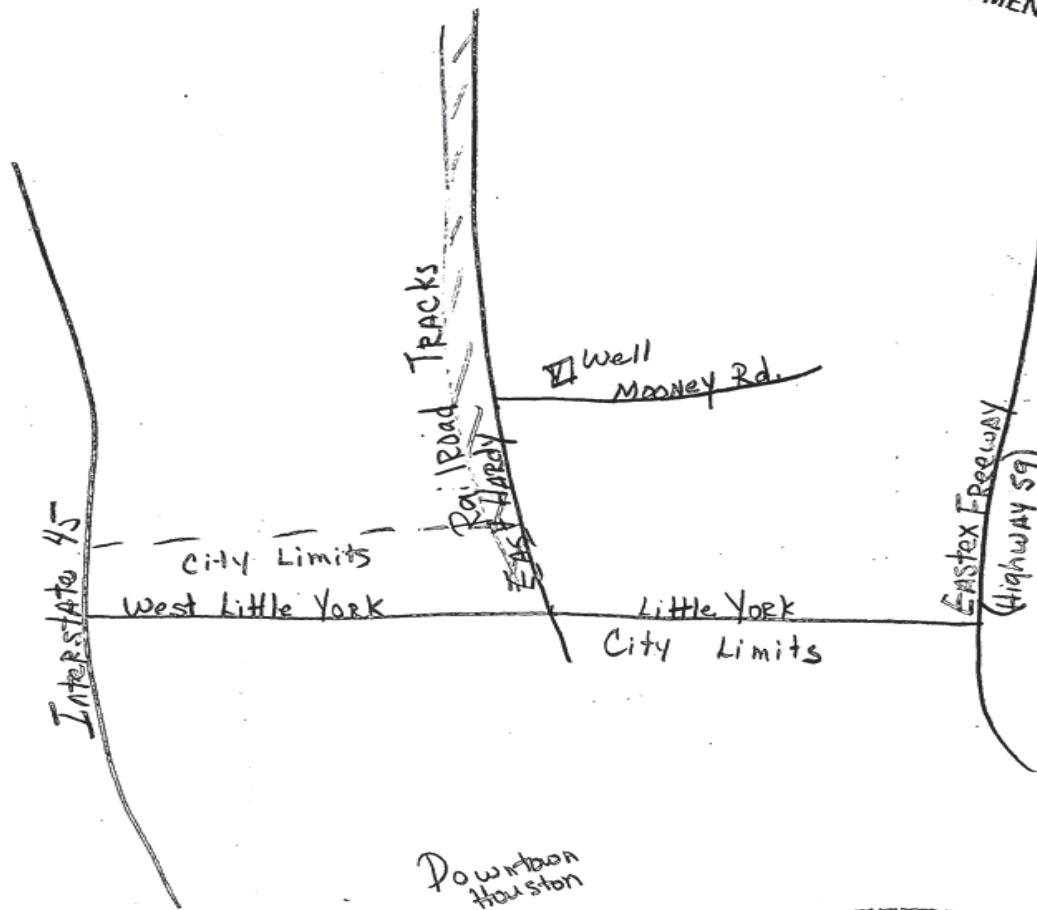 Railroad Tracks
Well
Mooney Rd.
East Hardy
Eastex Freeway
(Highway 59)
Interstate 45
City Limits
West Little York
Little York
City Limits
Downtown
Houston